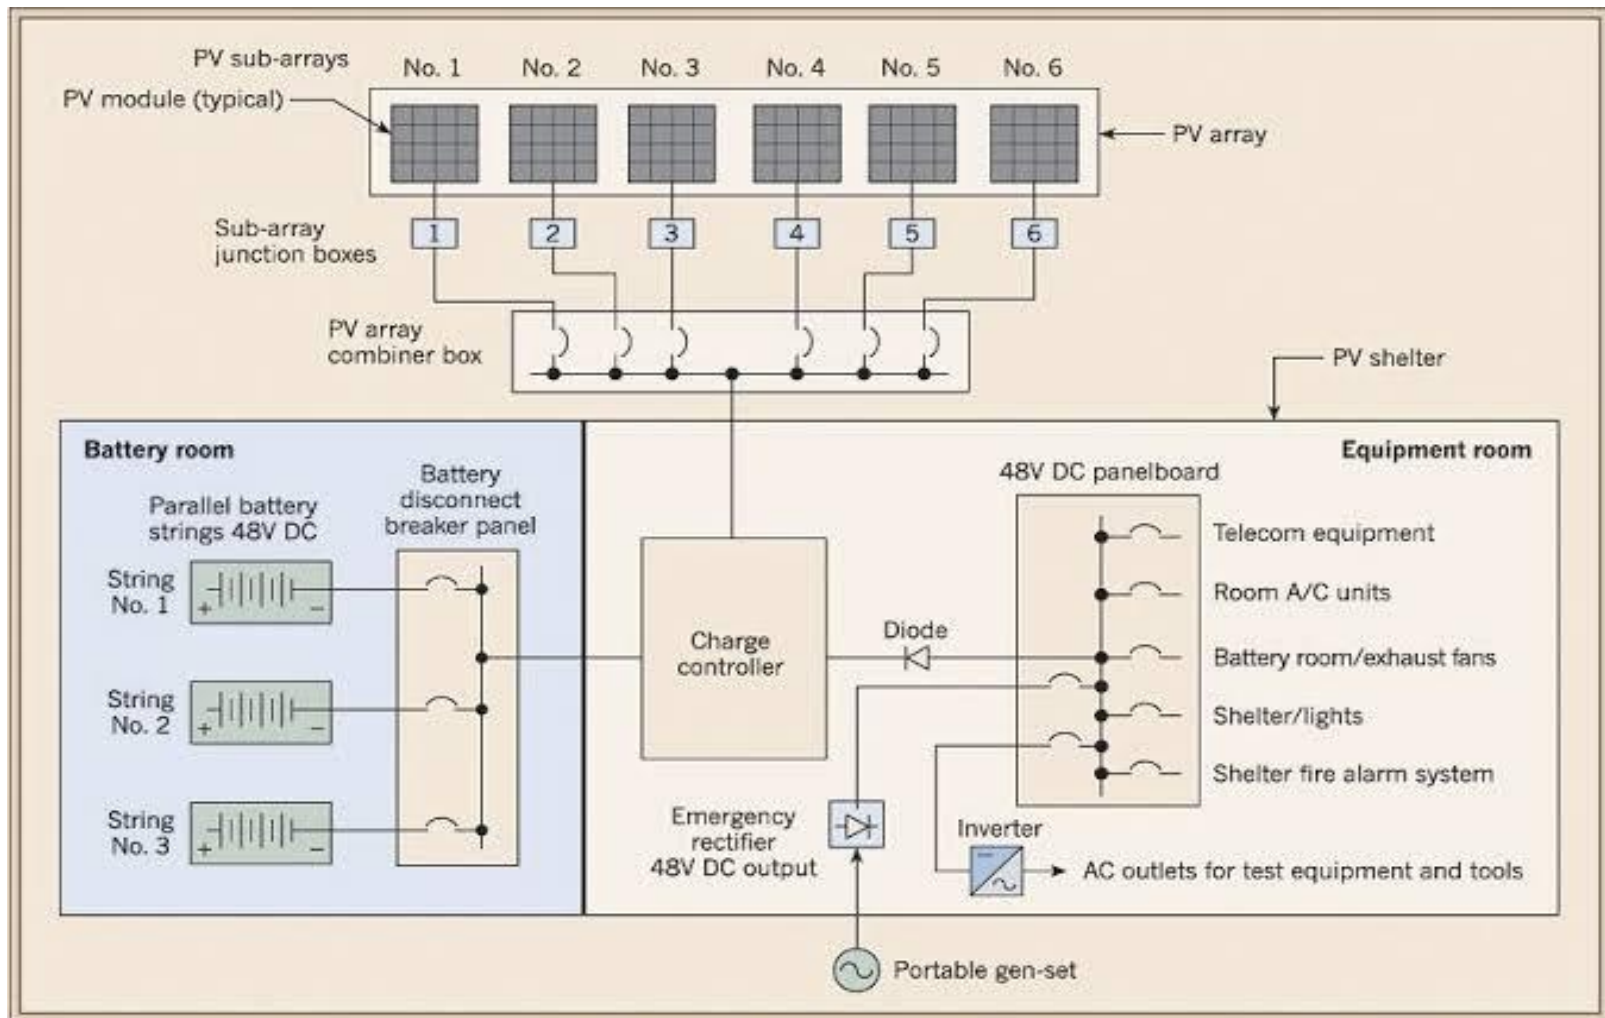 PV sub-arrays
No. 1
No. 2
No. 3
No. 4
No. 5
No. 6
PV module (typical)
PV array
Sub-array
junction boxes
1
2
3
4
5
6
PV array
combiner box
PV shelter
Battery room
Equipment room
Parallel battery
strings 48V DC
Battery
disconnect
breaker panel
48V DC panelboard
String
No. 1
+
–
String
No. 2
+
–
String
No. 3
+
–
Charge
controller
Diode
Telecom equipment
Room A/C units
Battery room/exhaust fans
Shelter/lights
Shelter fire alarm system
Emergency
rectifier
48V DC output
Inverter
AC outlets for test equipment and tools
Portable gen-set